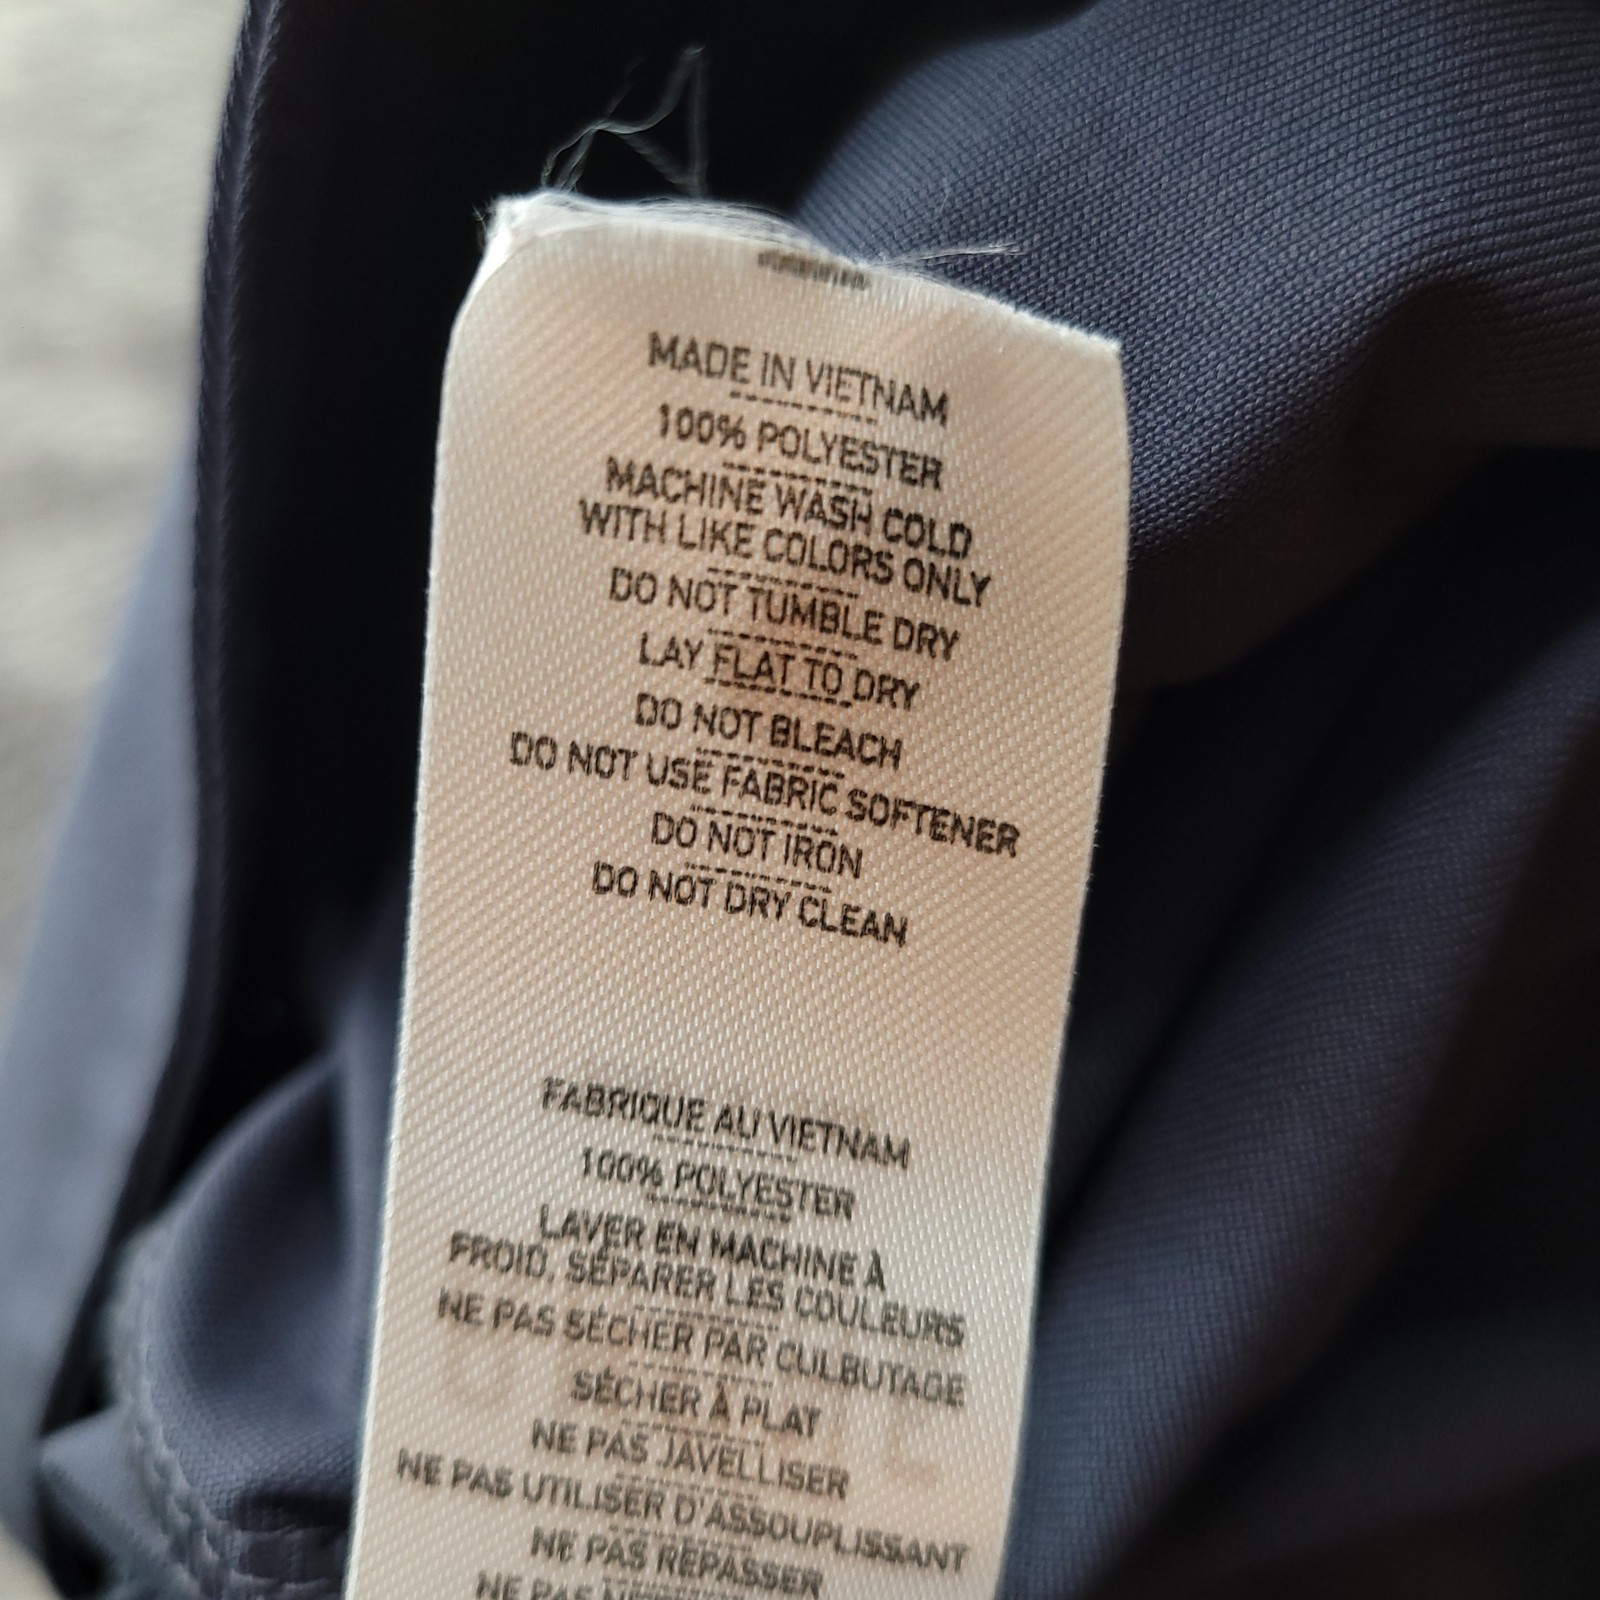 MADE IN VIETNAM
100% POLYESTER
MACHINE WASH COLD
WITH LIKE COLORS ONLY
DO NOT TUMBLE DRY
LAY FLAT TO DRY
DO NOT BLEACH
DO NOT USE FABRIC SOFTENER
DO NOT IRON
DO NOT DRY CLEAN
FABRIQUE AU VIETNAM
100% POLYESTER
LAVER EN MACHINE À
FROID, SÉPARER LES COULEURS
NE PAS SÉCHER PAR CULBUTAGE
SÉCHER À PLAT
NE PAS JAVELLISER
NE PAS UTILISER D'ASSOUPLISSANT
NE PAS REPASSER
NE PAS